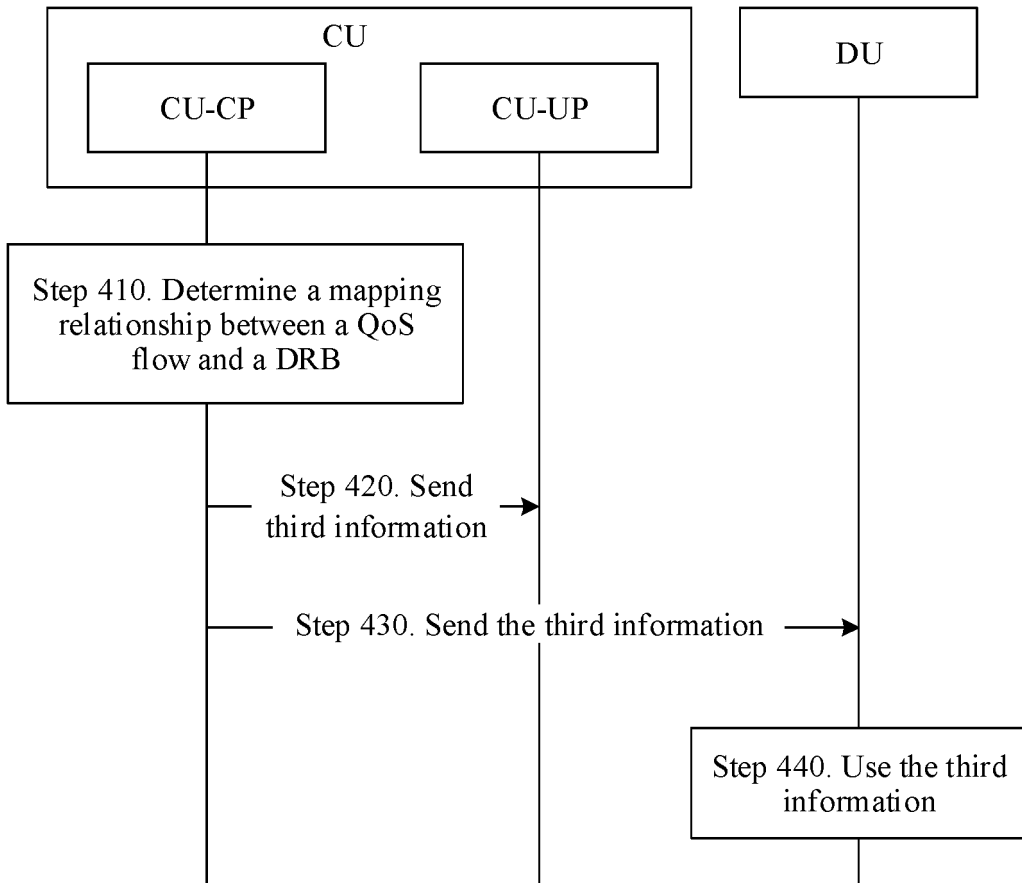 CU
DU
CU-CP
CU-UP
Step 410. Determine a mapping
relationship between a QoS
flow and a DRB
Step 420. Send
third information
Step 430. Send the third information
Step 440. Use the third
information